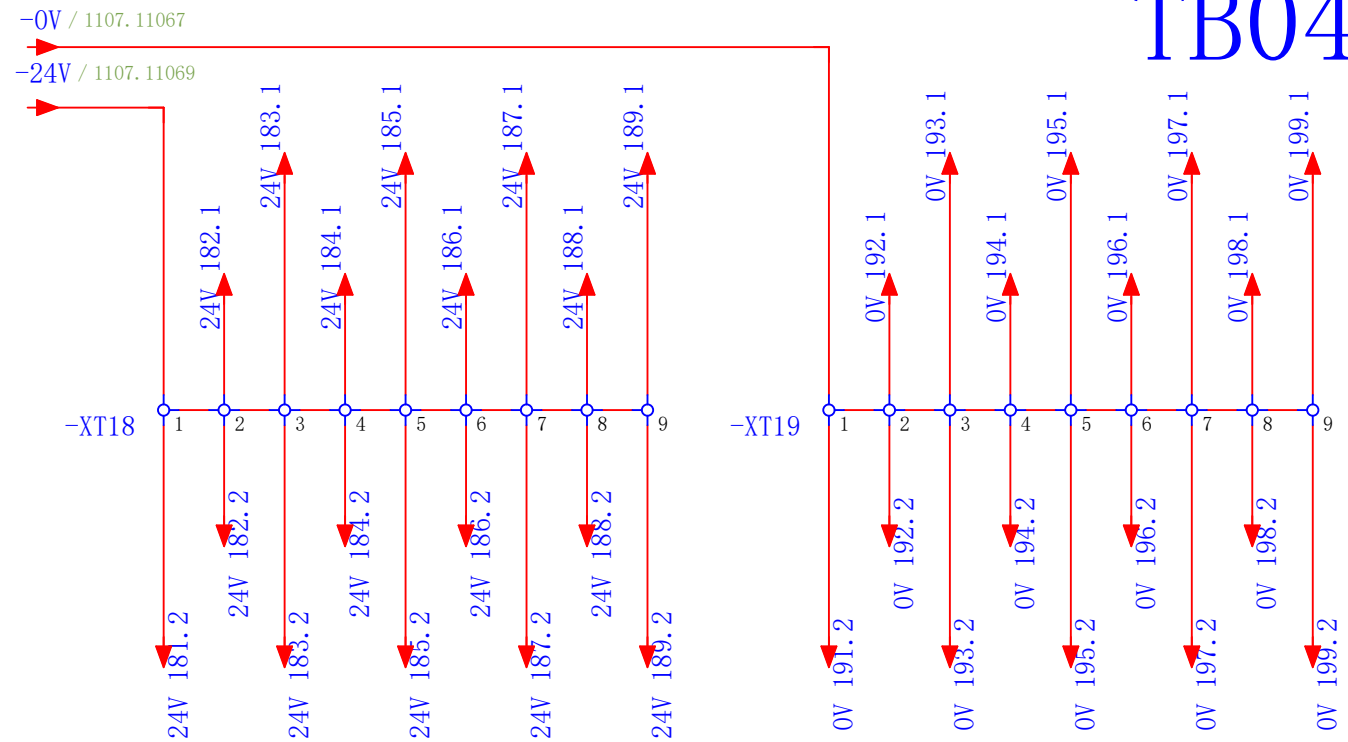 -0V / 1107.11067
TB04
-24V / 1107.11069
24V 183.1
24V 185.1
24V 187.1
24V 189.1
0V 193.1
0V 195.1
0V 197.1
0V 199.1
24V 182.1
24V 184.1
24V 186.1
24V 188.1
0V 192.1
0V 194.1
0V 196.1
0V 198.1
-XT18 1 2 3 4 5 6 7 8 9
-XT19 1 2 3 4 5 6 7 8 9
24V 182.2
24V 184.2
24V 186.2
24V 188.2
0V 192.2
0V 194.2
0V 196.2
0V 198.2
24V 181.2
24V 183.2
24V 185.2
24V 187.2
24V 189.2
0V 191.2
0V 193.2
0V 195.2
0V 197.2
0V 199.2